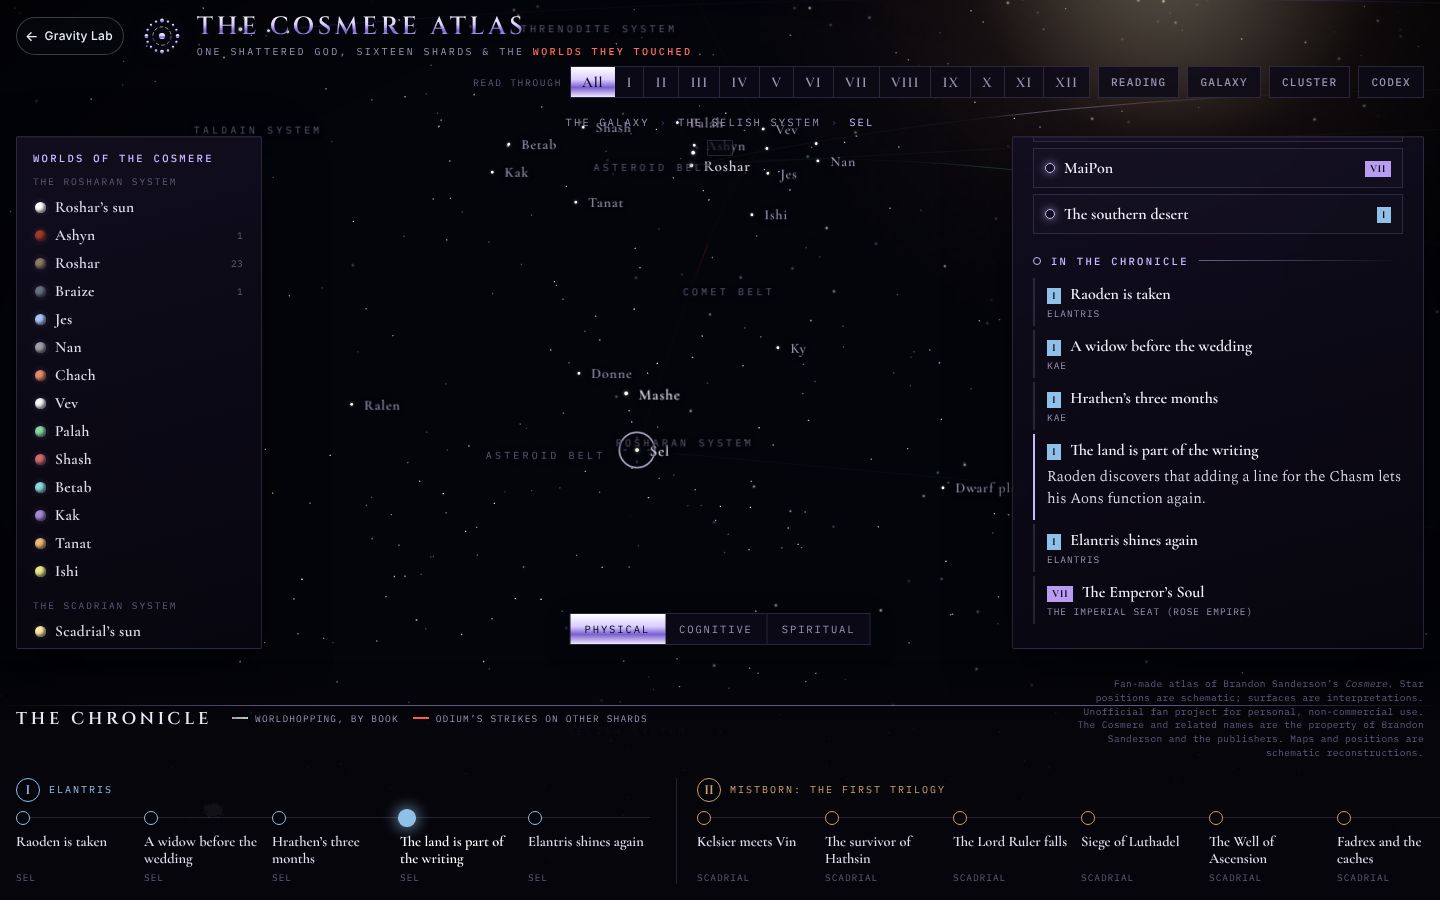 ← Gravity Lab
THE COSMERE ATLAS
THRENODITE SYSTEM
ONE SHATTERED GOD, SIXTEEN SHARDS & THE WORLDS THEY TOUCHED
READ THROUGH All I II III IV V VI VII VIII IX X XI XII READING GALAXY CLUSTER CODEX
THE GALAXY › THE SELISH SYSTEM › SEL
TALDAIN SYSTEM
Shash
Palah
Vev
Betab
Ashyn
ASTEROID BELT
Roshar
Nan
Kak
Jes
Tanat
Ishi
COMET BELT
Ky
Donne
Mashe
Ralen
ROSHARAN SYSTEM
Sel
ASTEROID BELT
Dwarf pl
WORLDS OF THE COSMERE
THE ROSHARAN SYSTEM
Roshar’s sun
Ashyn 1
Roshar 23
Braize 1
Jes
Nan
Chach
Vev
Palah
Shash
Betab
Kak
Tanat
Ishi
THE SCADRIAN SYSTEM
Scadrial’s sun
MaiPon VII
The southern desert I
IN THE CHRONICLE
I Raoden is taken
ELANTRIS
I A widow before the wedding
KAE
I Hrathen’s three months
KAE
I The land is part of the writing
Raoden discovers that adding a line for the Chasm lets
his Aons function again.
I Elantris shines again
ELANTRIS
VII The Emperor’s Soul
THE IMPERIAL SEAT (ROSE EMPIRE)
PHYSICAL COGNITIVE SPIRITUAL
Fan-made atlas of Brandon Sanderson’s Cosmere. Star
positions are schematic; surfaces are interpretations.
Unofficial fan project for personal, non-commercial use.
The Cosmere and related names are the property of Brandon
Sanderson and the publishers. Maps and positions are
schematic reconstructions.
THE CHRONICLE WORLDHOPPING, BY BOOK ODIUM’S STRIKES ON OTHER SHARDS
I ELANTRIS
Raoden is taken
SEL
A widow before the
wedding
SEL
Hrathen’s three
months
SEL
The land is part of
the writing
SEL
Elantris shines again
SEL
II MISTBORN: THE FIRST TRILOGY
Kelsier meets Vin
SCADRIAL
The survivor of
Hathsin
SCADRIAL
The Lord Ruler falls
SCADRIAL
Siege of Luthadel
SCADRIAL
The Well of
Ascension
SCADRIAL
Fadrex and the
caches
SCADRIAL